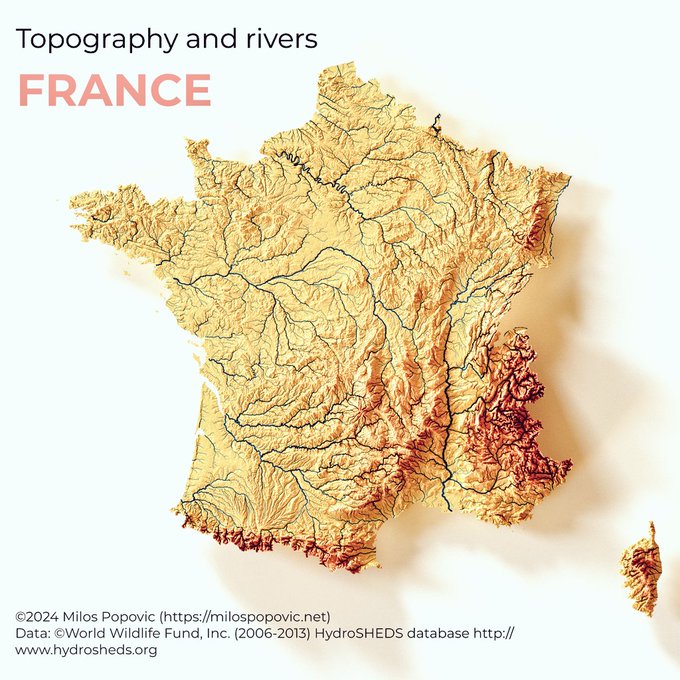 Topography and rivers
FRANCE
©2024 Milos Popovic (https://milospopovic.net)
Data: ©World Wildlife Fund, Inc. (2006-2013) HydroSHEDS database http://
www.hydrosheds.org